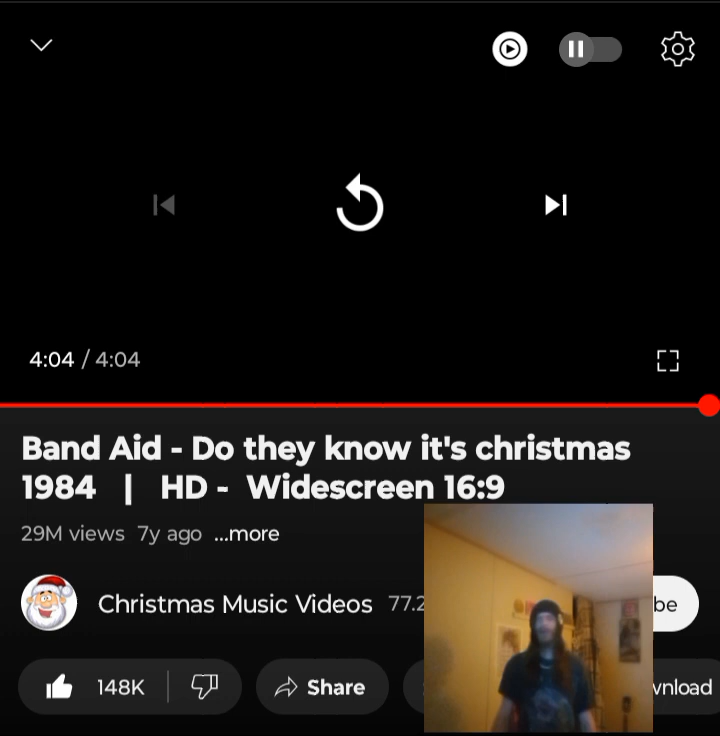 4:04 / 4:04
Band Aid - Do they know it's christmas
1984 | HD - Widescreen 16:9
29M views 7y ago ...more
Christmas Music Videos
148K Share